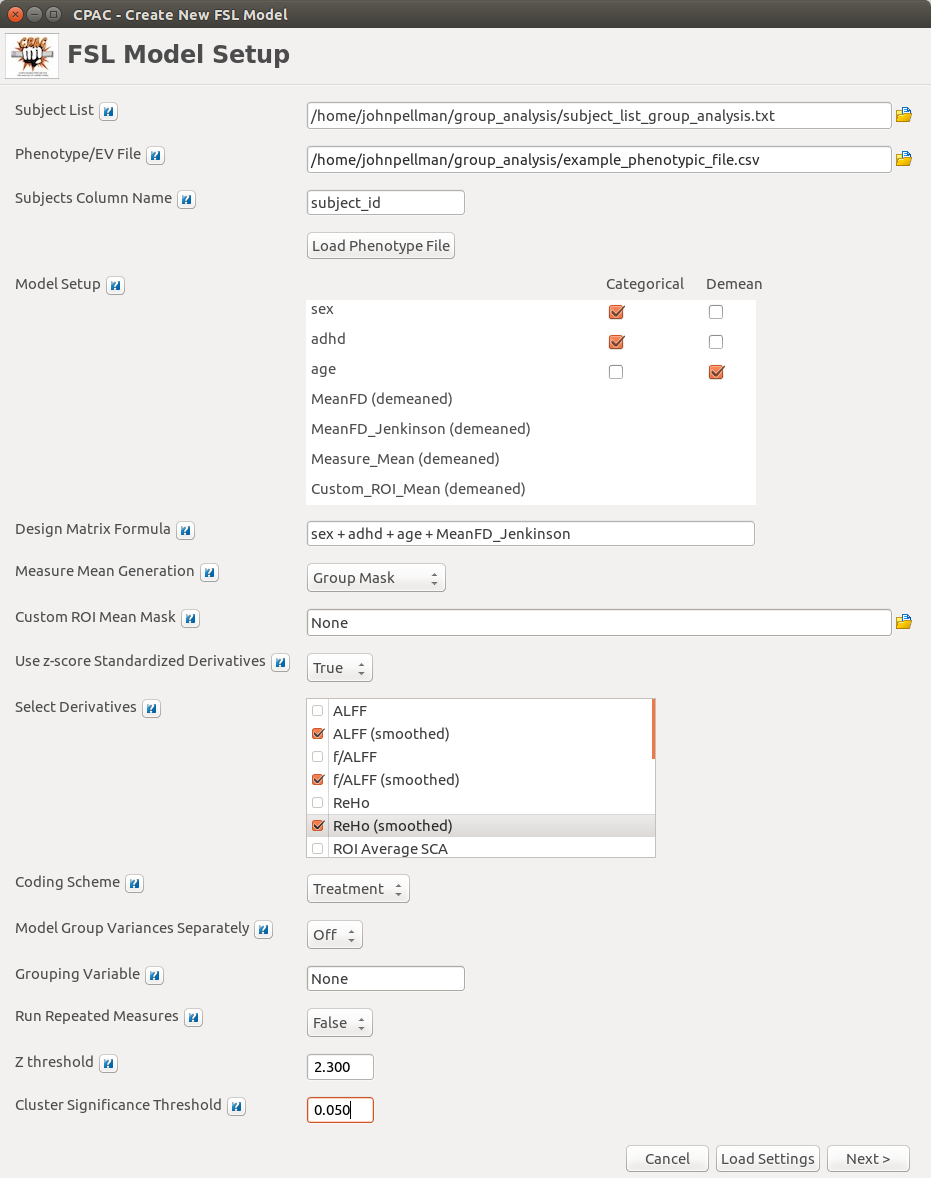 CPAC - Create New FSL Model
CPAC
FSL Model Setup
Subject List ?
/home/johnpellman/group_analysis/subject_list_group_analysis.txt
Phenotype/EV File ?
/home/johnpellman/group_analysis/example_phenotypic_file.csv
Subjects Column Name ?
subject_id
Load Phenotype File
Model Setup ?
Categorical Demean
sex
adhd
age
MeanFD (demeaned)
MeanFD_Jenkinson (demeaned)
Measure_Mean (demeaned)
Custom_ROI_Mean (demeaned)
Design Matrix Formula ?
sex + adhd + age + MeanFD_Jenkinson
Measure Mean Generation ?
Group Mask
Custom ROI Mean Mask ?
None
Use z-score Standardized Derivatives ?
True
Select Derivatives ?
ALFF
ALFF (smoothed)
f/ALFF
f/ALFF (smoothed)
ReHo
ReHo (smoothed)
ROI Average SCA
Coding Scheme ?
Treatment
Model Group Variances Separately ?
Off
Grouping Variable ?
None
Run Repeated Measures ?
False
Z threshold ?
2.300
Cluster Significance Threshold ?
0.050
Cancel Load Settings Next >